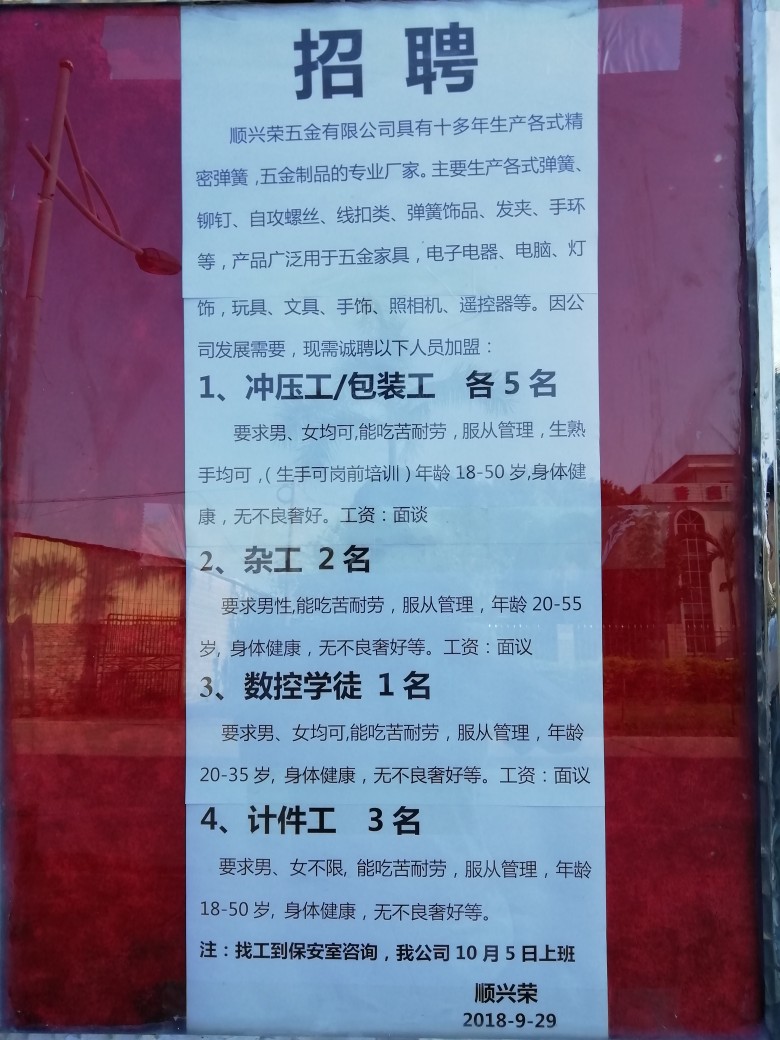 招 聘
顺兴荣五金有限公司具有十多年生产各式精
密弹簧,五金制品的专业厂家。主要生产各式弹簧、
铆钉、自攻螺丝、线扣类、弹簧饰品、发夹、手环
等，产品广泛用于五金家具，电子电器、电脑、灯
饰，玩具、文具、手饰、照相机、遥控器等。因公
司发展需要，现需诚聘以下人员加盟：
1、冲压工/包装工 各5名
要求男、女均可,能吃苦耐劳，服从管理，生熟
手均可，(生手可岗前培训)年龄18-50岁,身体健
康，无不良奢好。工资：面谈
2、杂工 2名
要求男性,能吃苦耐劳，服从管理，年龄20-55
岁, 身体健康，无不良奢好等。工资：面议
3、数控学徒 1名
要求男、女均可,能吃苦耐劳，服从管理，年龄
20-35岁, 身体健康，无不良奢好等。工资：面议
4、计件工 3名
要求男、女不限, 能吃苦耐劳，服从管理，年龄
18-50岁, 身体健康，无不良奢好等。
注：找工到保安室咨询，我公司10月5日上班
顺兴荣
2018-9-29